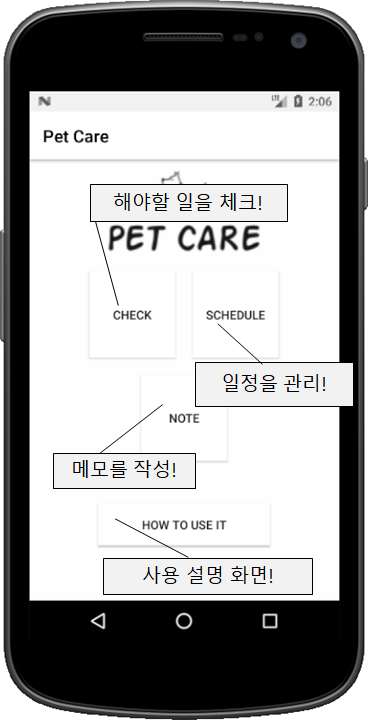 LTE 2:06
Pet Care
해야할 일을 체크!
PET CARE
CHECK
SCHEDULE
일정을 관리!
NOTE
메모를 작성!
HOW TO USE IT
사용 설명 화면!